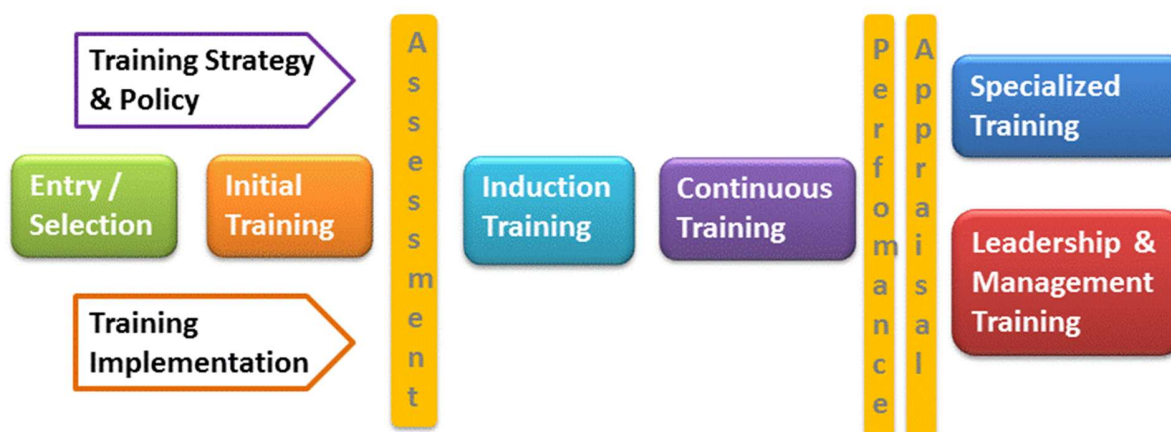 Training Strategy
& Policy
Entry /
Selection
Initial
Training
Training
Implementation
Assessment
Induction
Training
Continuous
Training
Perfomance
Appraisal
Specialized
Training
Leadership &
Management
Training